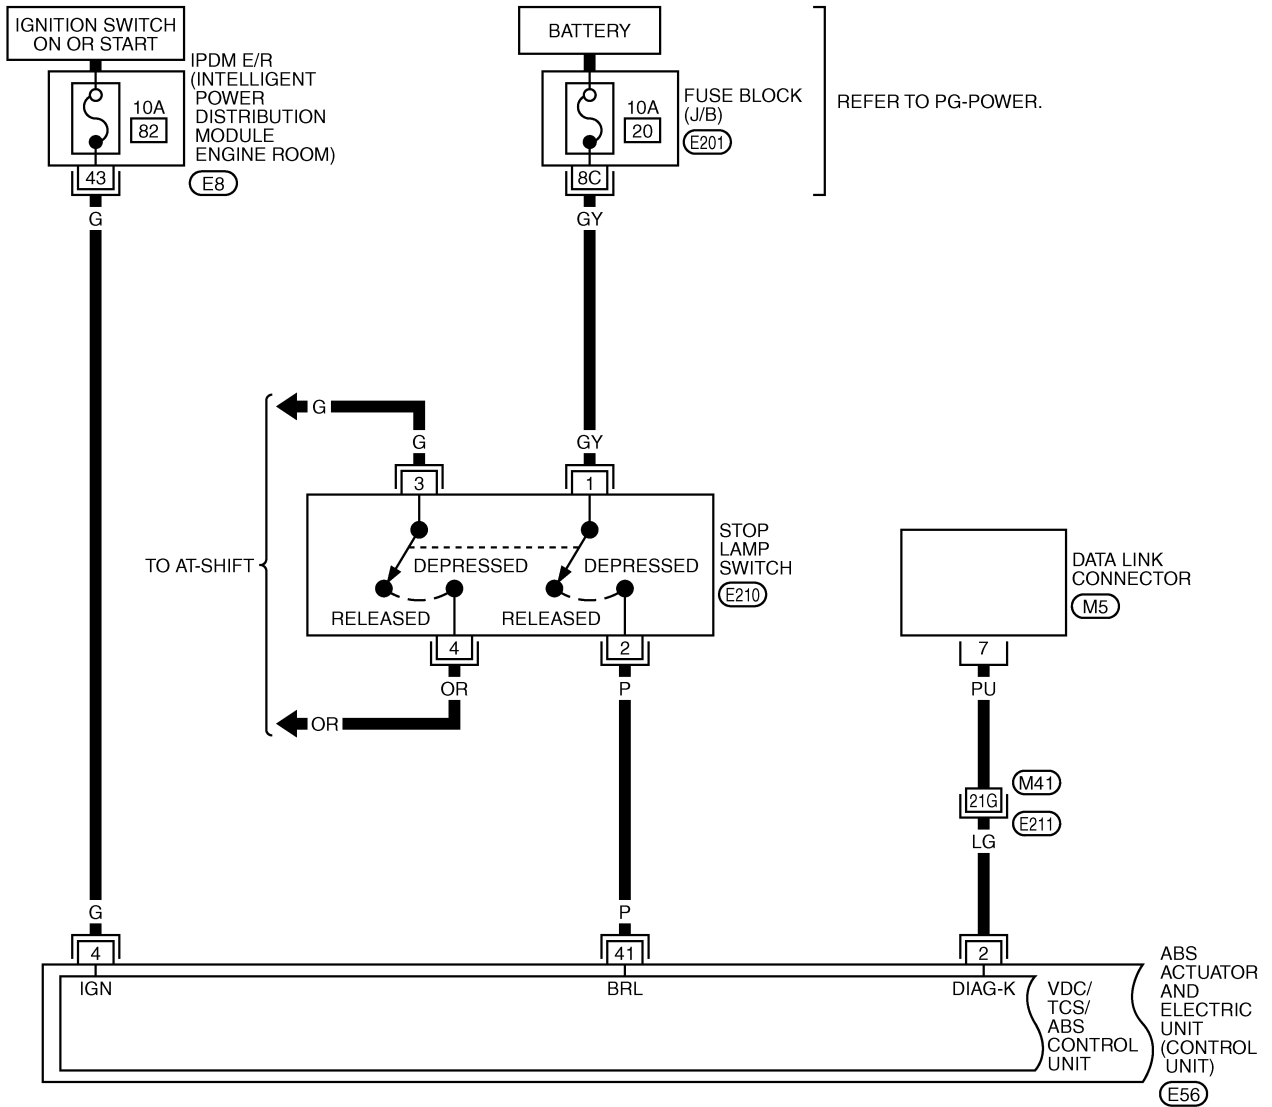 IGNITION SWITCH
ON OR START
BATTERY
IPDM E/R
(INTELLIGENT
POWER
DISTRIBUTION
MODULE
ENGINE ROOM)
E8
10A
82
43
G
10A
20
FUSE BLOCK
(J/B)
E201
REFER TO PG-POWER.
8C
GY
G
G
GY
3
1
TO AT-SHIFT
DEPRESSED
DEPRESSED
RELEASED
RELEASED
STOP
LAMP
SWITCH
E210
4
2
OR
P
OR
DATA LINK
CONNECTOR
M5
7
PU
M41
21G
E211
LG
G
P
4
41
2
IGN
BRL
DIAG-K
VDC/
TCS/
ABS
CONTROL
UNIT
ABS
ACTUATOR
AND
ELECTRIC
UNIT
(CONTROL
UNIT)
E56